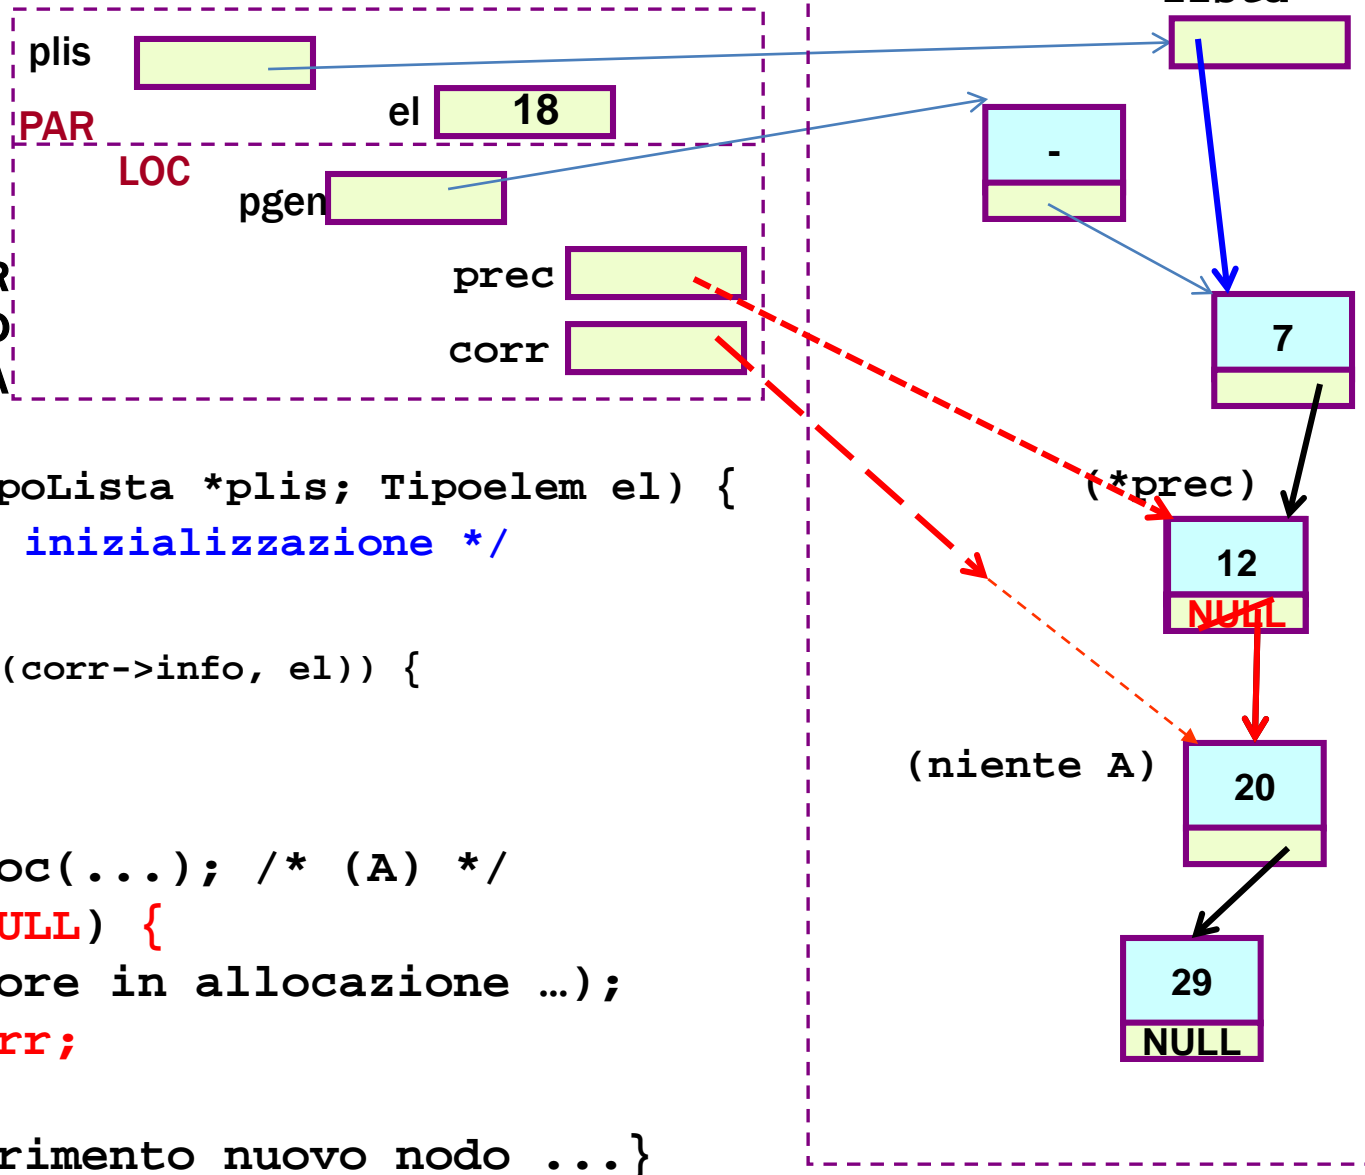 plis
PAR
el 18
LOC
pgen
-
R prec
O
A corr
7
poLista *plis; Tipoelem el) {
(*prec)
inizializzazione */
12
NULL
(corr->info, el)) {
(niente A)
20
oc(...); /* (A) */
ULL) {
ore in allocazione …);
29
rr;
NULL
rimento nuovo nodo ...}